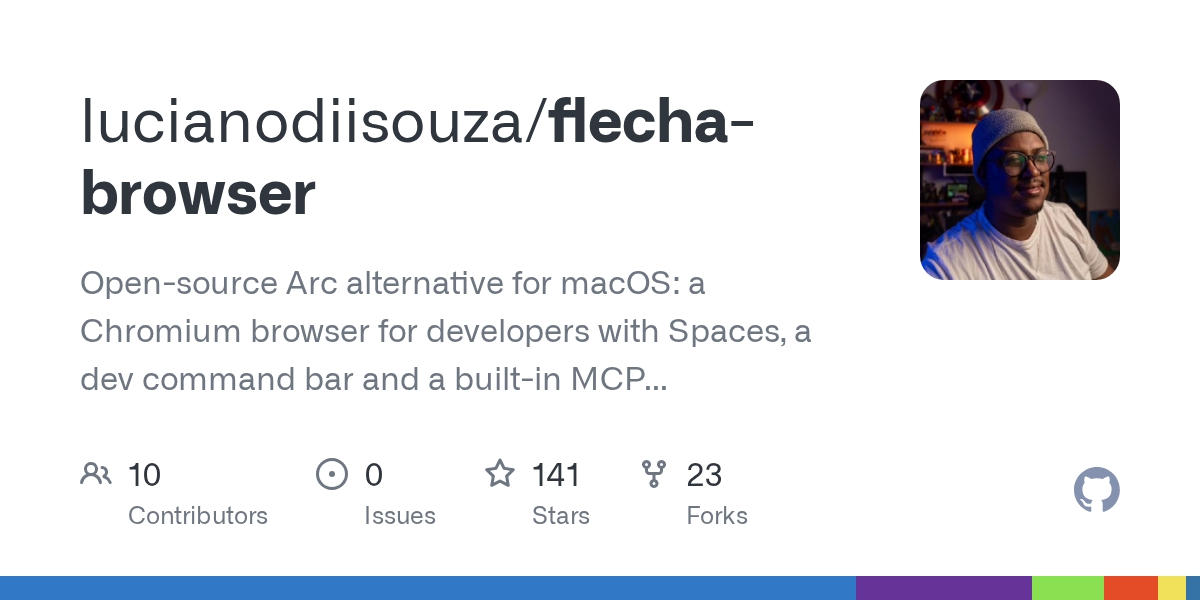 lucianodiisouza/flecha-
browser
Open-source Arc alternative for macOS: a
Chromium browser for developers with Spaces, a
dev command bar and a built-in MCP...
10 0 141 23
Contributors Issues Stars Forks